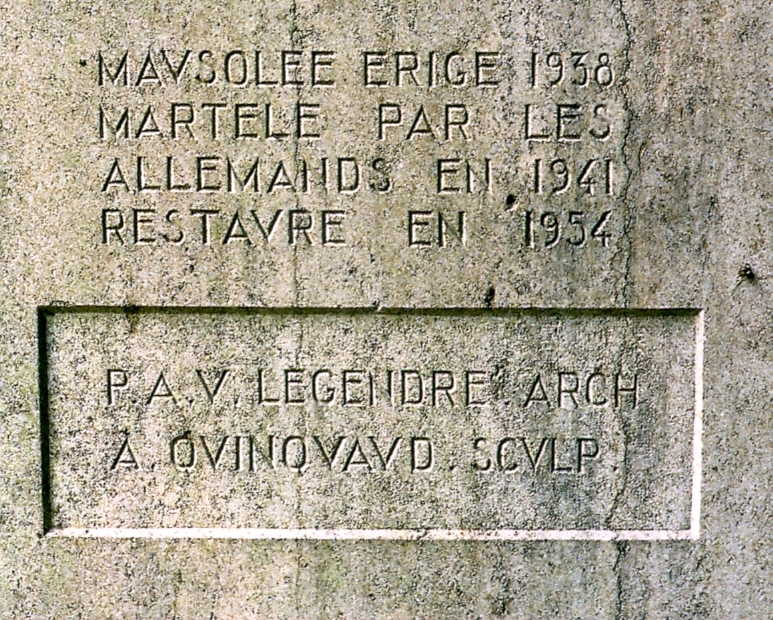 MAVSOLEE ERIGE 1938
MARTELE PAR LES
ALLEMANDS EN 1941
RESTAVRE EN 1954
P.A.V. LEGENDRE. ARCH
A. QVINQVAVD. SCVLP.